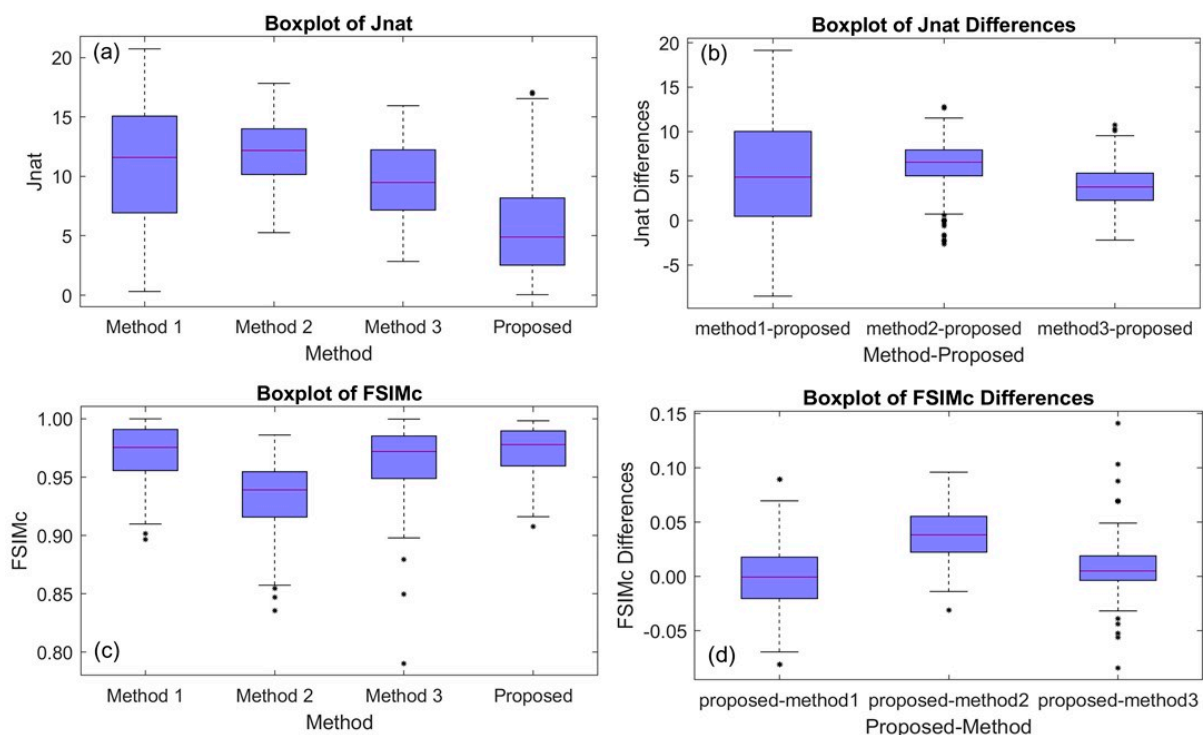 Boxplot of Jnat
(a)
20
15
10
5
0
Jnat
Method 1 Method 2 Method 3 Proposed
Method
Boxplot of Jnat Differences
(b)
20
15
10
5
0
-5
Jnat Differences
method1-proposed method2-proposed method3-proposed
Method-Proposed
Boxplot of FSIMc
1.00
0.95
0.90
0.85
0.80
FSIMc
(c)
Method 1 Method 2 Method 3 Proposed
Method
Boxplot of FSIMc Differences
0.15
0.10
0.05
0.00
-0.05
FSIMc Differences
(d)
proposed-method1 proposed-method2 proposed-method3
Proposed-Method